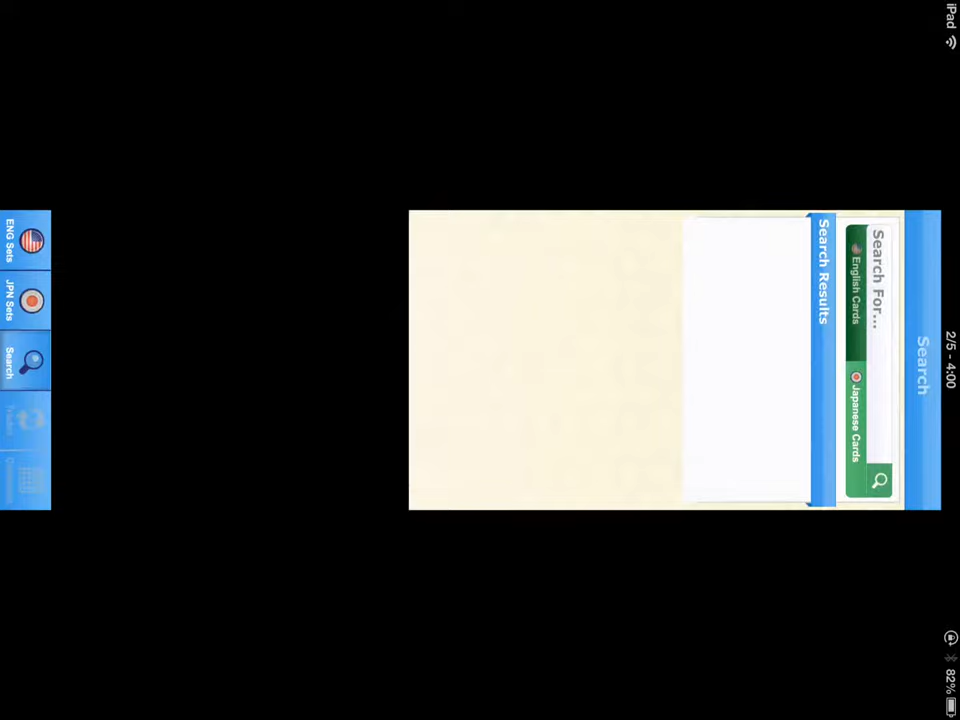 iPad
2/5 - 4:00
82%
Search
Search For...
English Cards
Japanese Cards
Search Results
ENG Sets
JPN Sets
Search
Trades